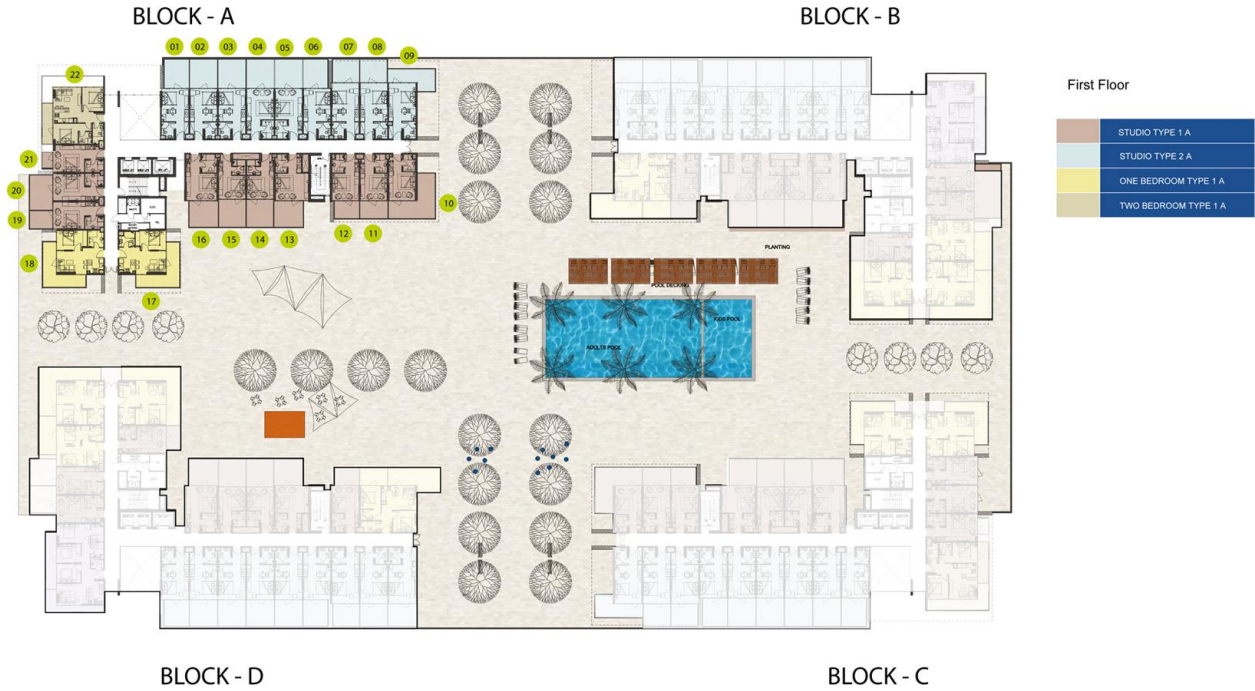 BLOCK - A
BLOCK - B
01 02 03 04 05 06 07 08 09
22
First Floor
STUDIO TYPE 1 A
STUDIO TYPE 2 A
ONE BEDROOM TYPE 1 A
TWO BEDROOM TYPE 1 A
21
20
19
18
17
16 15 14 13 12 11 10
PLANTING
POOL DECKING
KIDS POOL
ADULTS POOL
BLOCK - D
BLOCK - C